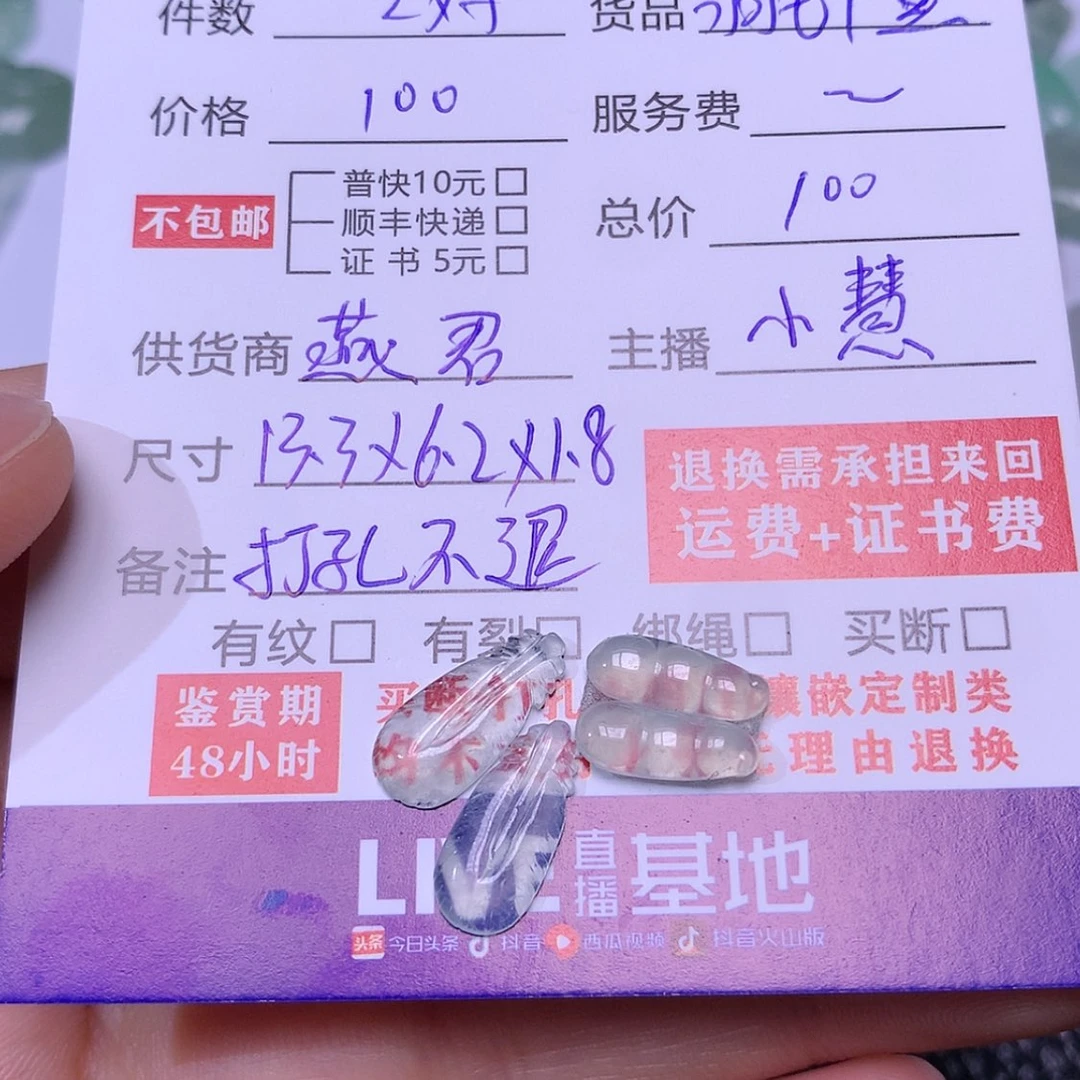 件数 2对 货品
价格 100 服务费 ~
不包邮
普快10元 □
顺丰快递 □
证书 5元 □
总价 100
供货商 燕君 主播 小慧
尺寸 13.3x6.2x1.8
备注 打孔不退
退换需承担来回
运费+证书费
有纹 □ 有裂 □ 绑绳 □ 买断 □
鉴赏期
48小时
镶嵌定制类
理由退换
直播基地
今日头条 抖音 西瓜视频 抖音火山版